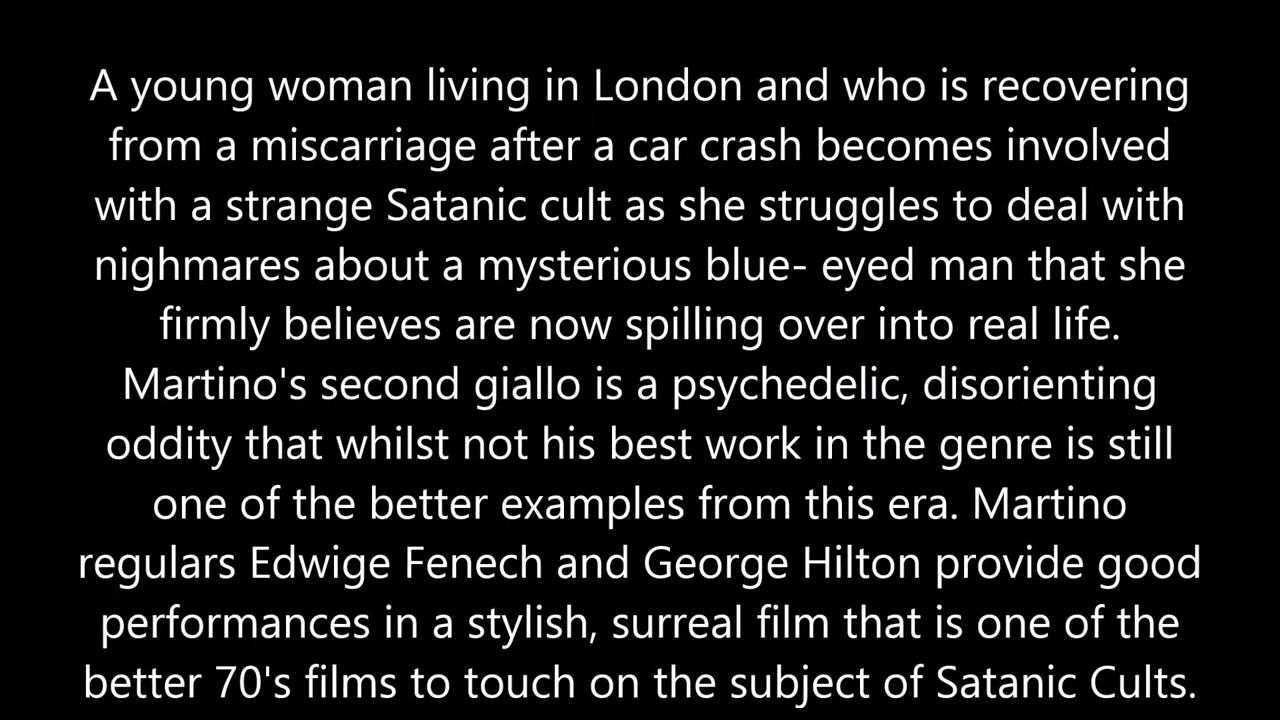 A young woman living in London and who is recovering
from a miscarriage after a car crash becomes involved
with a strange Satanic cult as she struggles to deal with
nighmares about a mysterious blue- eyed man that she
firmly believes are now spilling over into real life.
Martino's second giallo is a psychedelic, disorienting
oddity that whilst not his best work in the genre is still
one of the better examples from this era. Martino
regulars Edwige Fenech and George Hilton provide good
performances in a stylish, surreal film that is one of the
better 70's films to touch on the subject of Satanic Cults.